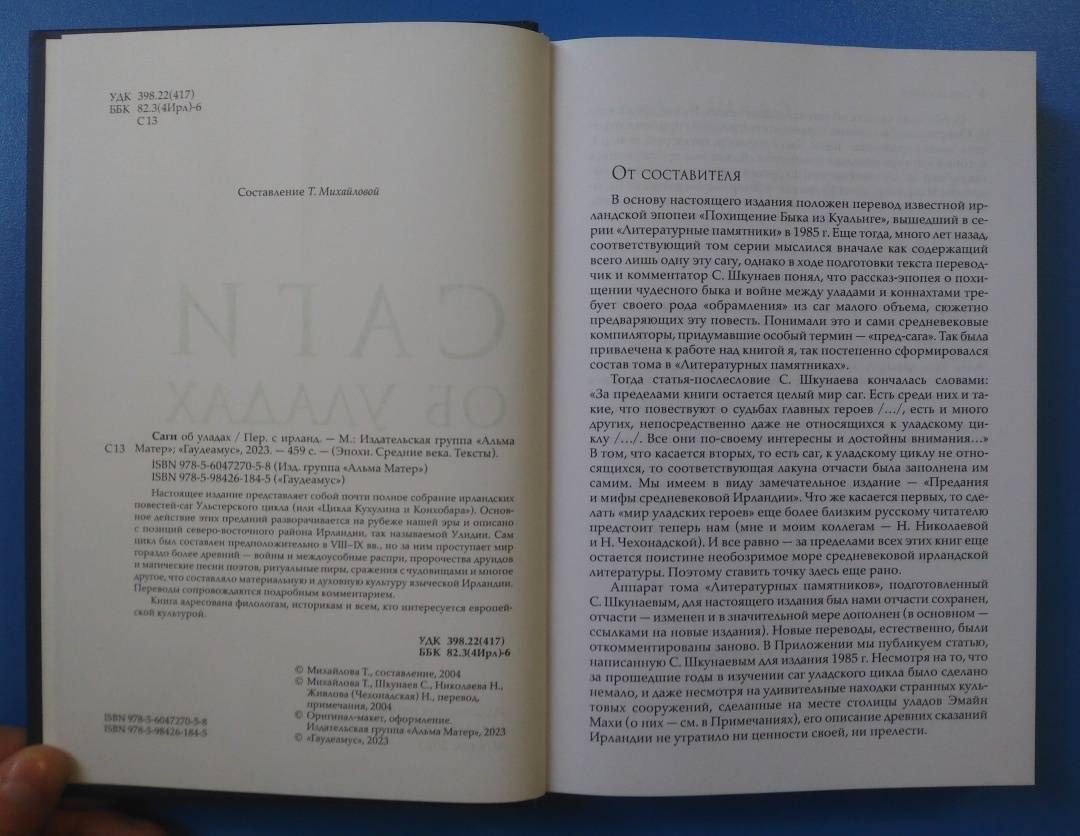 УДК 398.22(417)
ББК 82.3(4Ирл)-6
С 13
Составление Т. Михайловой
САГИ
ОБ УЛАДАХ
Саги об уладах / Пер. с ирланд. — М.: Издательская группа «Альма
С 13 Матер»; «Гаудеамус», 2023. — 459 с. — (Эпохи. Средние века. Тексты).
ISBN 978-5-6047270-5-8 (Изд. группа «Альма Матер»)
ISBN 978-5-98426-184-5 («Гаудеамус»)
Настоящее издание представляет собой почти полное собрание ирландских
повестей-саг Ульстерского цикла (или «Цикла Кухулина и Конхобара»). Основ-
ное действие этих преданий разворачивается на рубеже нашей эры и описано
с позиций северо-восточного района Ирландии, так называемой Улидии. Сам
цикл был составлен предположительно в VIII–IX вв., но за ним проступает мир
гораздо более древний — войны и междоусобные распри, пророчества друидов
и магические песни поэтов, ритуальные пиры, сражения с чудовищами и многое
другое, что составляло материальную и духовную культуру языческой Ирландии.
Переводы сопровождаются подробным комментарием.
Книга адресована филологам, историкам и всем, кто интересуется европей-
ской культурой.
УДК 398.22(417)
ББК 82.3(4Ирл)-6
© Михайлова Т., составление, 2004
© Михайлова Т., Шкунаев С., Николаева Н.,
Живлова (Чехонадская) Н., перевод,
примечания, 2004
© Оригинал-макет, оформление.
Издательская группа «Альма Матер», 2023
© «Гаудеамус», 2023
ISBN 978-5-6047270-5-8
ISBN 978-5-98426-184-5
От составителя
В основу настоящего издания положен перевод известной ир-
ландской эпопеи «Похищение Быка из Куальнге», вышедший в се-
рии «Литературные памятники» в 1985 г. Еще тогда, много лет назад,
соответствующий том серии мыслился вначале как содержащий
всего лишь одну эту сагу, однако в ходе подготовки текста перевод-
чик и комментатор С. Шкунаев понял, что рассказ-эпопея о похи-
щении чудесного быка и войне между уладами и коннахтами тре-
бует своего рода «обрамления» из саг малого объема, сюжетно
предваряющих эту повесть. Понимали это и сами средневековые
компиляторы, придумавшие особый термин — «пред-сага». Так была
привлечена к работе над книгой я, так постепенно сформировался
состав тома в «Литературных памятниках».
Тогда статья-послесловие С. Шкунаева кончалась словами:
«За пределами книги остается целый мир саг. Есть среди них и та-
кие, что повествуют о судьбах главных героев /.../, есть и много
других, непосредственно даже не относящихся к уладскому ци-
клу /.../. Все они по-своему интересны и достойны внимания...»
В том, что касается вторых, то есть саг, к уладскому циклу не отно-
сящихся, то соответствующая лакуна отчасти была заполнена им
самим. Мы имеем в виду замечательное издание — «Предания
и мифы средневековой Ирландии». Что же касается первых, то сде-
лать «мир уладских героев» еще более близким русскому читателю
предстоит теперь нам (мне и моим коллегам — Н. Николаевой
и Н. Чехонадской). И все равно — за пределами всех этих книг еще
остается поистине необозримое море средневековой ирландской
литературы. Поэтому ставить точку здесь еще рано.
Аппарат тома «Литературных памятников», подготовленный
С. Шкунаевым, для настоящего издания был нами отчасти сохранен,
отчасти — изменен и в значительной мере дополнен (в основном —
ссылками на новые издания). Новые переводы, естественно, были
откомментированы заново. В Приложении мы публикуем статью,
написанную С. Шкунаевым для издания 1985 г. Несмотря на то, что
за прошедшие годы в изучении саг уладского цикла было сделано
немало, и даже несмотря на удивительные находки странных куль-
товых сооружений, сделанные на месте столицы уладов Эмайн
Махи (о них — см. в Примечаниях), его описание древних сказаний
Ирландии не утратило ни ценности своей, ни прелести.